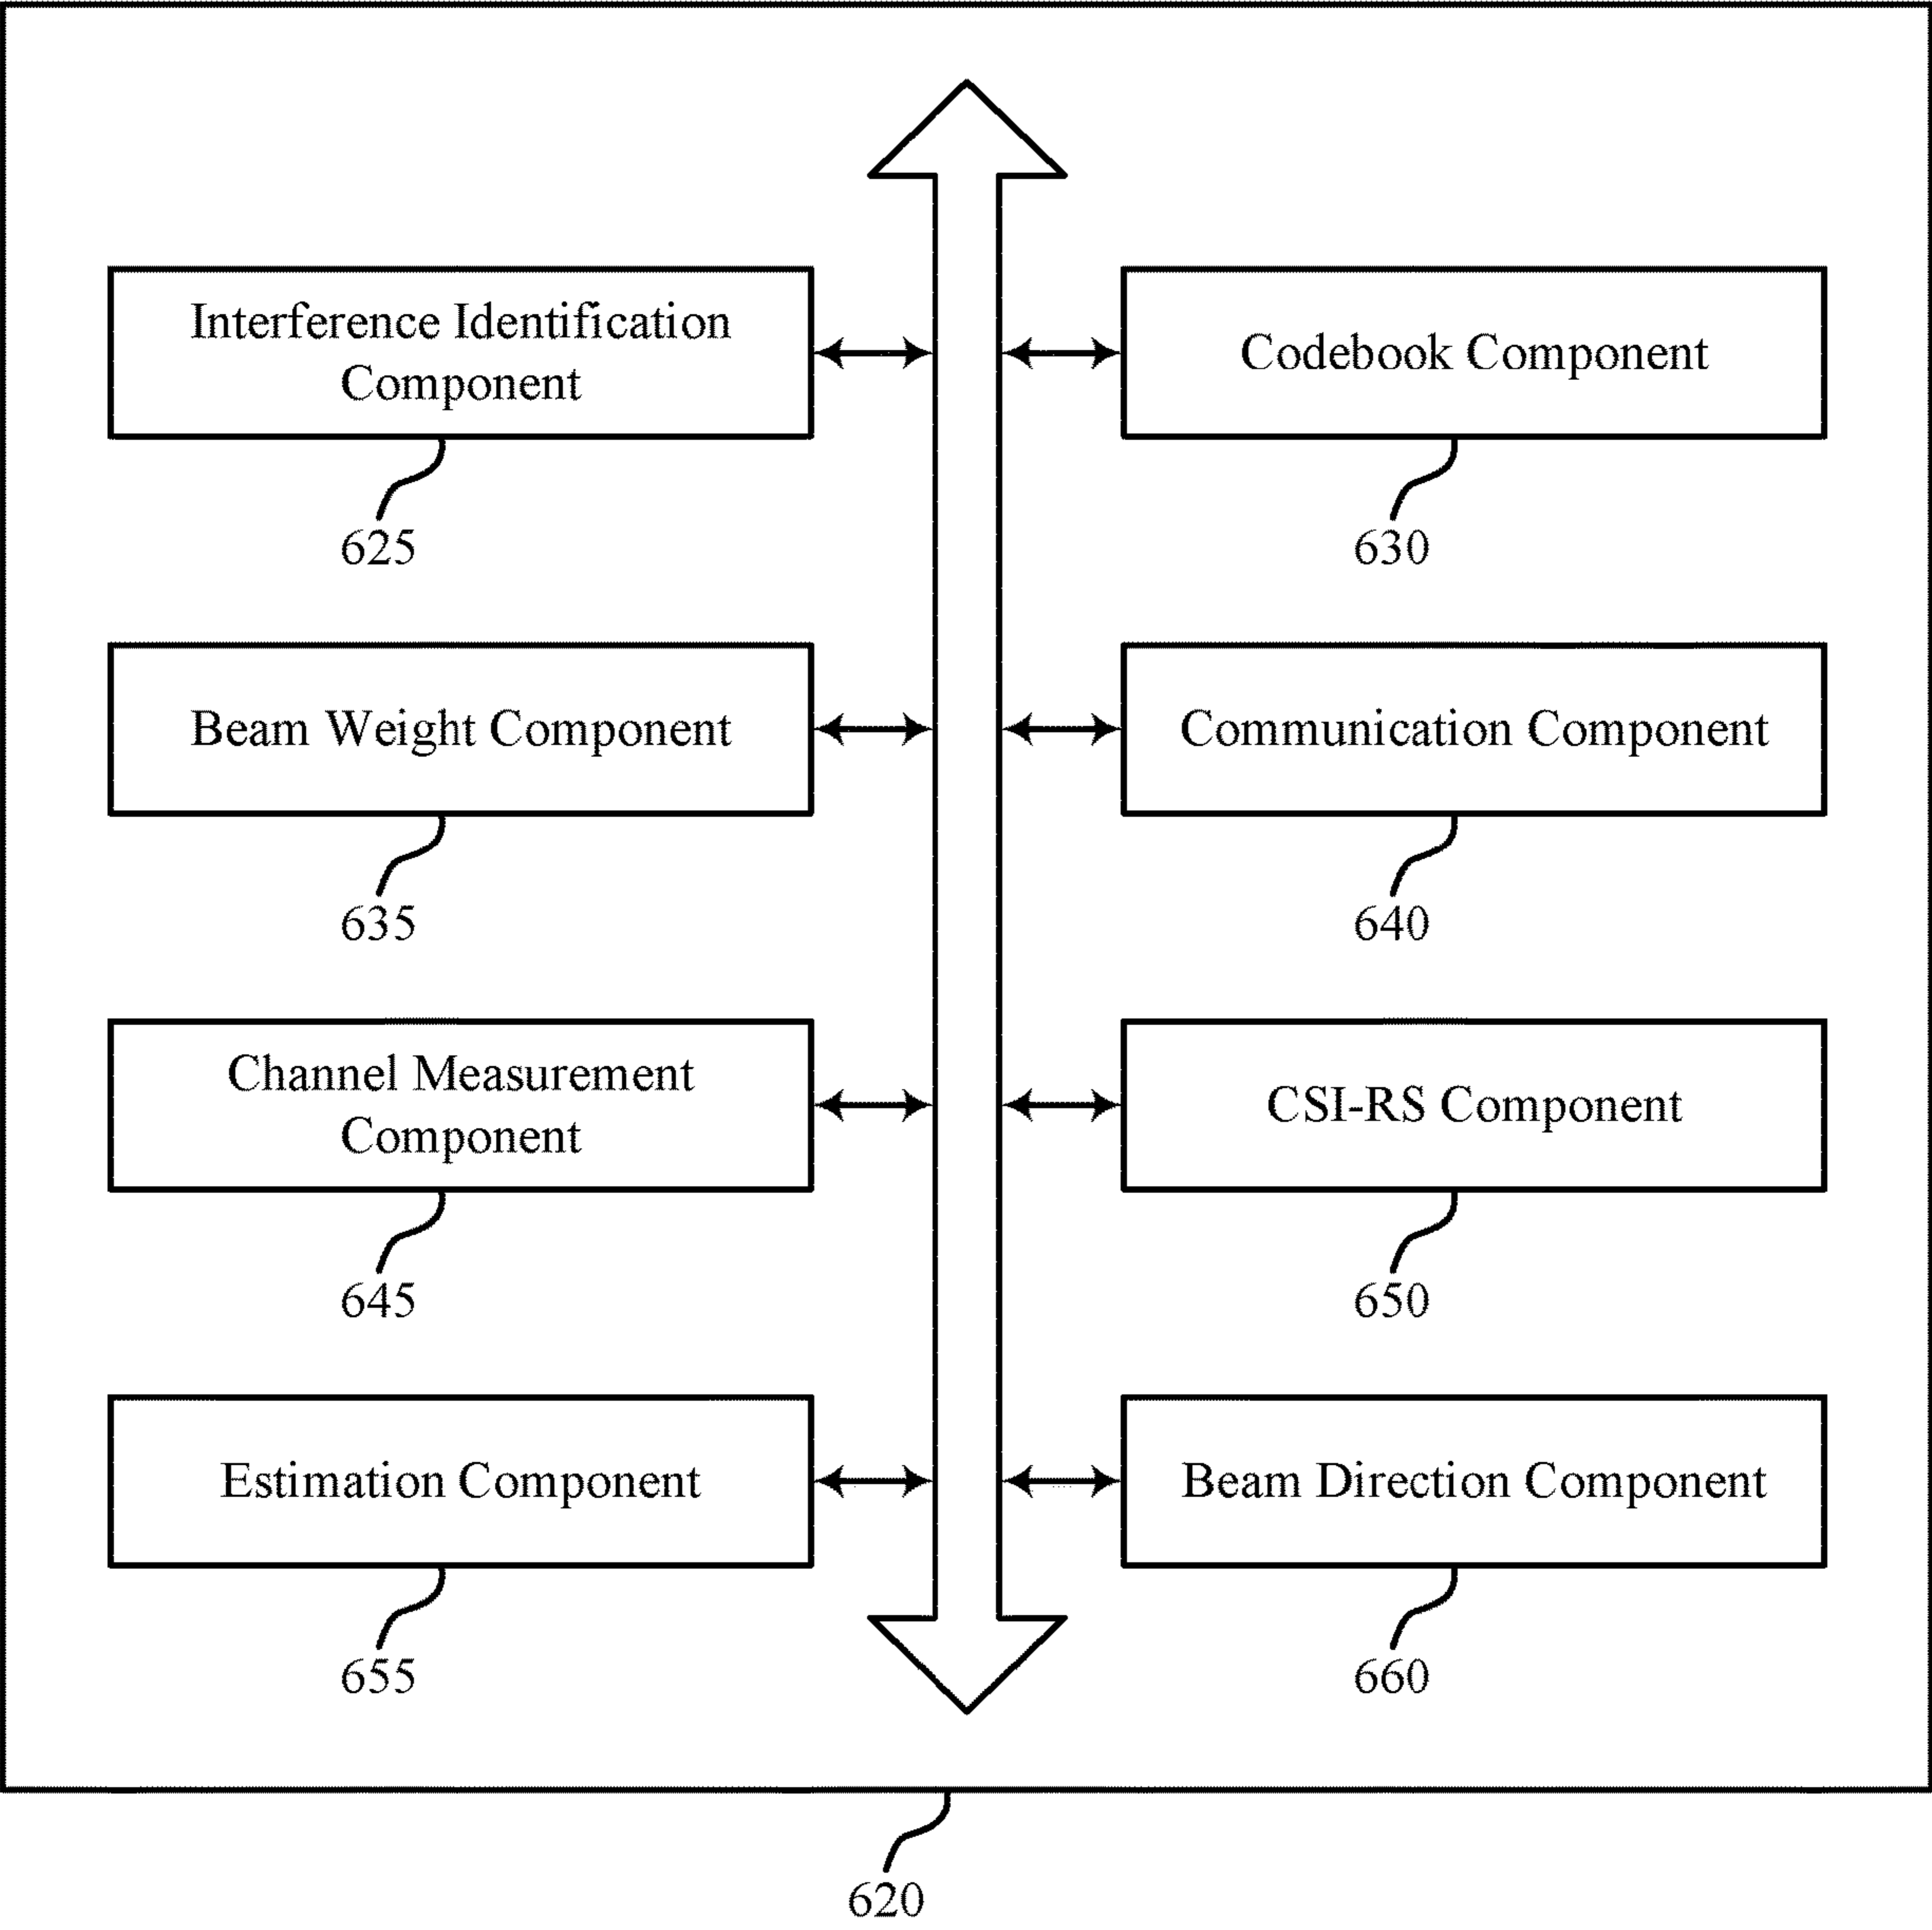 Interference Identification
Component
625
Codebook Component
630
Beam Weight Component
635
Communication Component
640
Channel Measurement
Component
645
CSI-RS Component
650
Estimation Component
655
Beam Direction Component
660
620